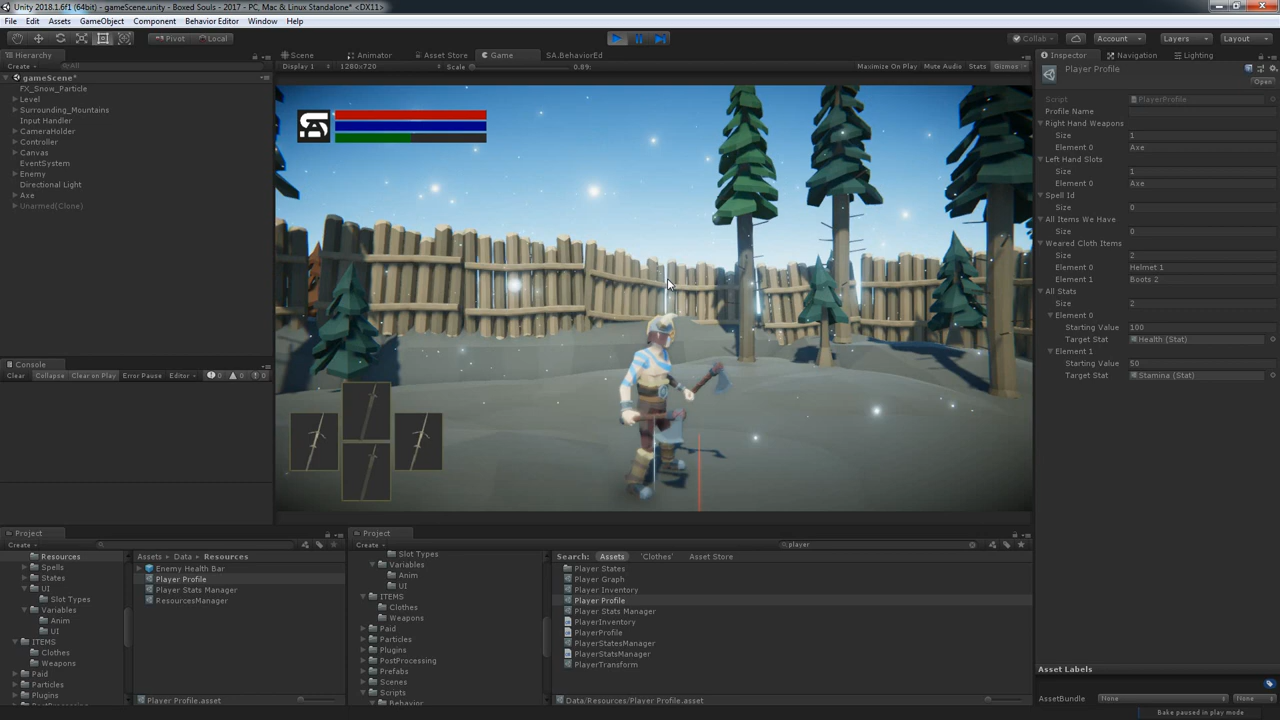 Unity 2018.1.6f1 (64bit) - gameScene.unity - Boxed Souls - 2017 - PC, Mac & Linux Standalone* <DX11>
File Edit Assets GameObject Component Behavior Editor Window Help
Pivot Local Collab Account Layers Layout
Hierarchy
Create All
gameScene*
FX_Snow_Particle
Level
Surrounding_Mountains
Input Handler
CameraHolder
Controller
Canvas
EventSystem
Enemy
Directional Light
Axe
Unarmed(Clone)
Console
Clear Collapse Clear on Play Error Pause Editor 0 0 0
Scene Animator Asset Store Game SA.BehaviorEd
Display 1 1280x720 Scale 0.89 Maximize On Play Mute Audio Stats Gizmos
Inspector Navigation Lighting
Player Profile
Open
Script PlayerProfile
Profile Name
Right Hand Weapons
Size 1
Element 0 Axe
Left Hand Slots
Size 1
Element 0 Axe
Spell Id
Size 0
All Items We Have
Size 0
Weared Cloth Items
Size 2
Element 0 Helmet 1
Element 1 Boots 2
All Stats
Size 2
Element 0
Starting Value 100
Target Stat Health (Stat)
Element 1
Starting Value 50
Target Stat Stamina (Stat)
Asset Labels
AssetBundle None None
Bake paused in play mode
Project
Create
Resources
Spells
States
UI
Slot Types
Variables
Anim
UI
ITEMS
Clothes
Weapons
Paid
Particles
Plugins
PostProcessing
Assets Data Resources
Enemy Health Bar
Player Profile
Player Stats Manager
ResourcesManager
Player Profile.asset
Project
Create player
Slot Types
Variables
Anim
UI
ITEMS
Clothes
Weapons
Paid
Particles
Plugins
PostProcessing
Prefabs
Scenes
Scripts
Behavior
Search: Assets 'Clothes' Asset Store
Player States
Player Graph
Player Inventory
Player Profile
Player Stats Manager
PlayerInventory
PlayerProfile
PlayerStatesManager
PlayerStatsManager
PlayerTransform
Data/Resources/Player Profile.asset